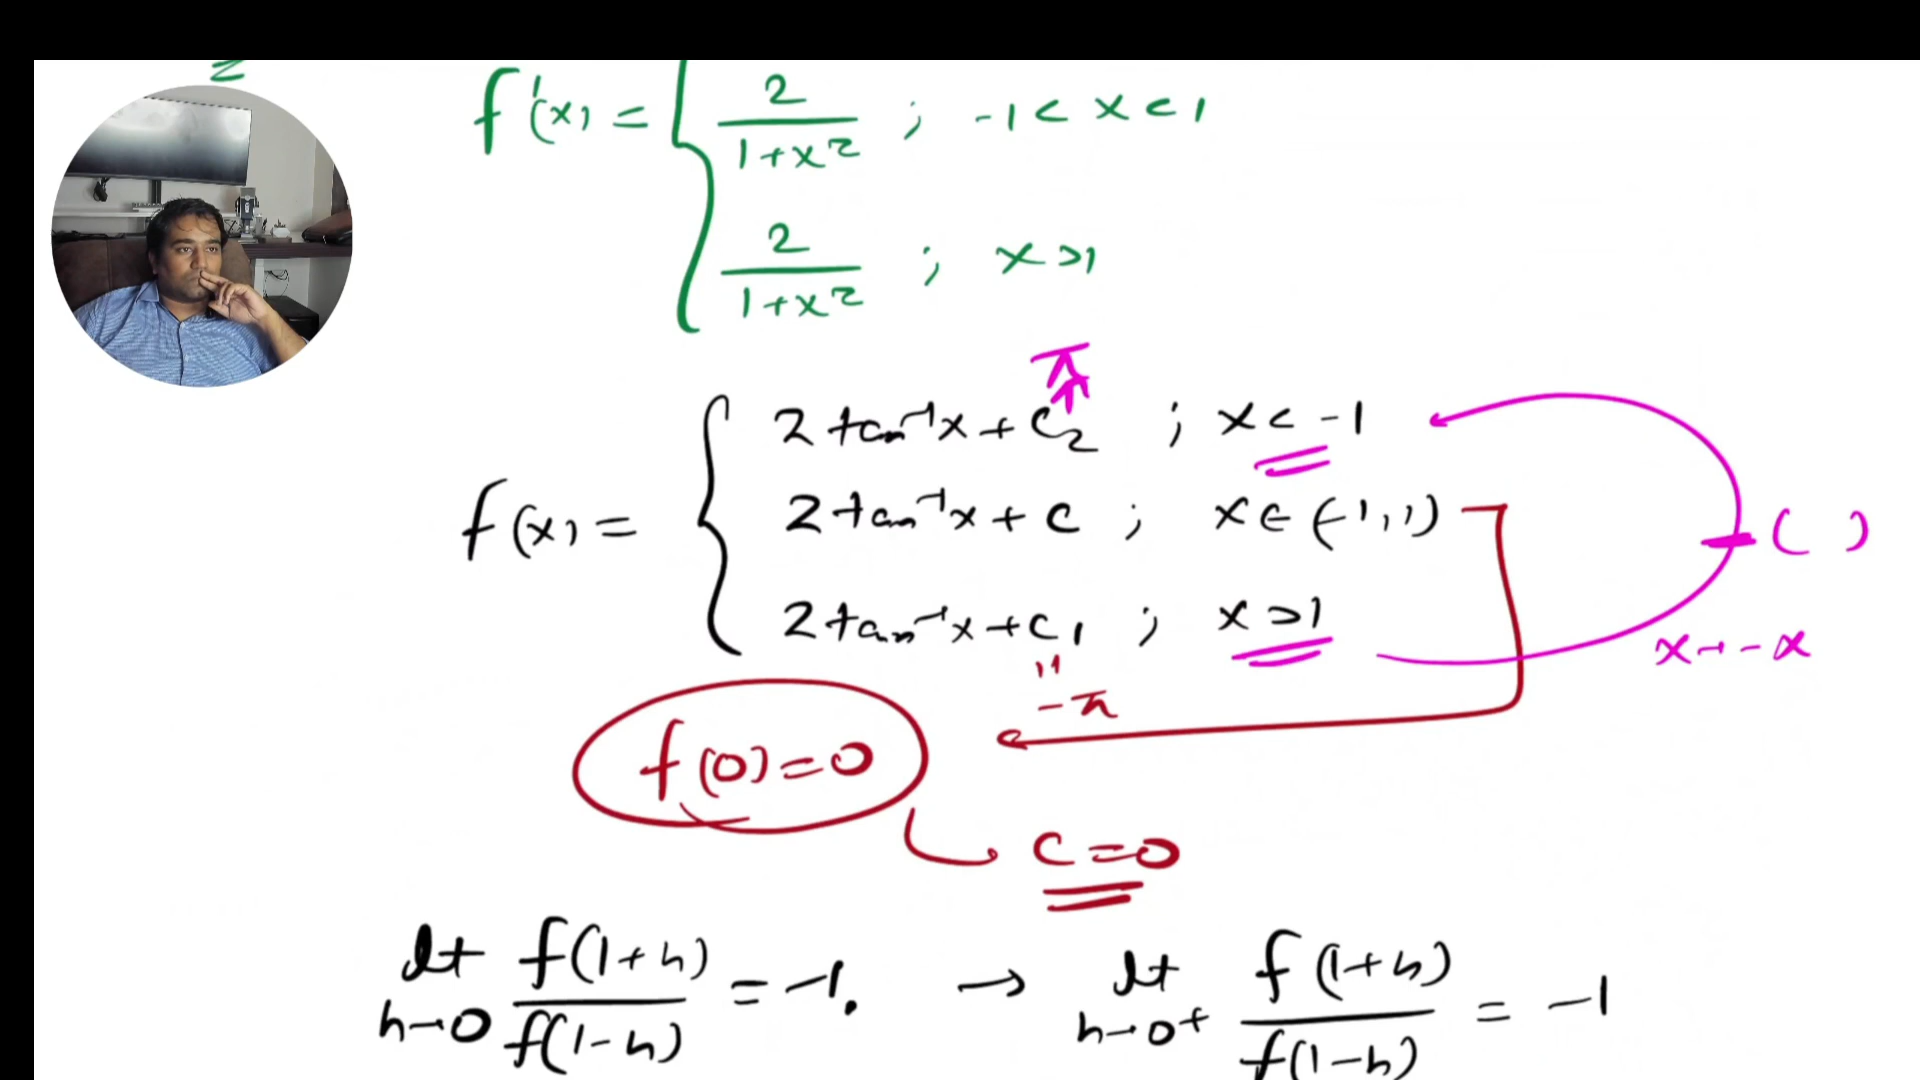 2
f'(x) = { 2/(1+x²) ; -1 < x < 1
2/(1+x²) ; x > 1
π
f(x) = { 2tan⁻¹x + c₂ ; x < -1
2tan⁻¹x + c ; x ∈ (-1,1)
-( )
2tan⁻¹x + c₁ ; x > 1
x → -x
"
-π
f(0) = 0
c = 0
lt h→0 f(1+h)/f(1-h) = -1. → lt h→0+ f(1+h)/f(1-h) = -1